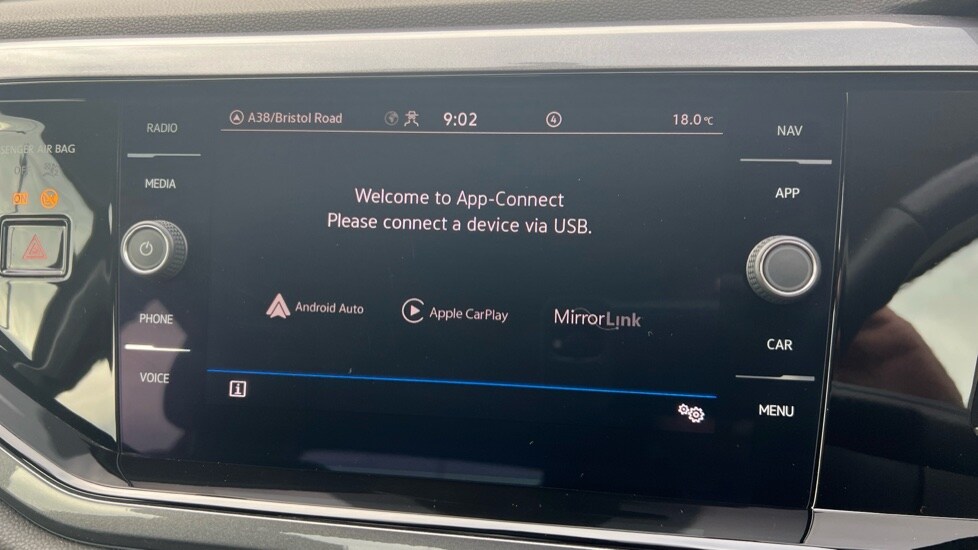 A38/Bristol Road 9:02 4 18.0°C
RADIO
MEDIA
PHONE
VOICE
AIR BAG
Welcome to App-Connect
Please connect a device via USB.
Android Auto Apple CarPlay MirrorLink
i
NAV
APP
CAR
MENU